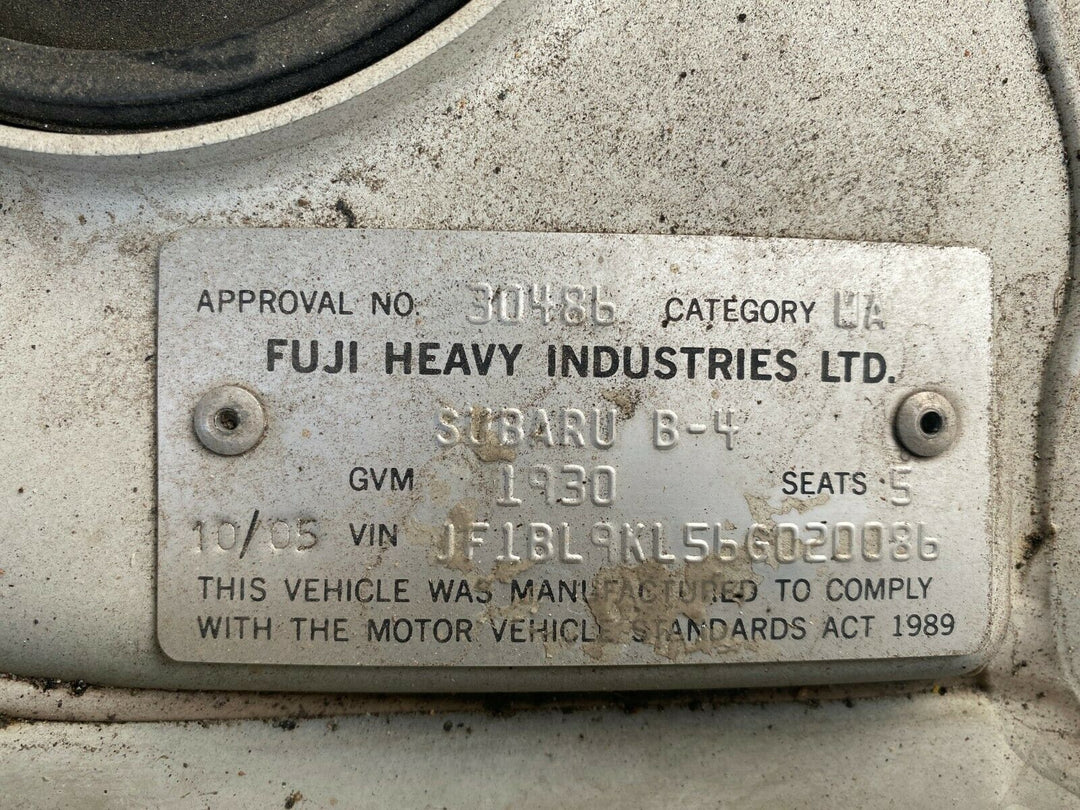 APPROVAL NO. 30486 CATEGORY WA
FUJI HEAVY INDUSTRIES LTD.
SUBARU B-4
GVM 1930 SEATS 5
10/05 VIN JF1BL9KL56G020086
THIS VEHICLE WAS MANUFACTURED TO COMPLY
WITH THE MOTOR VEHICLE STANDARDS ACT 1989